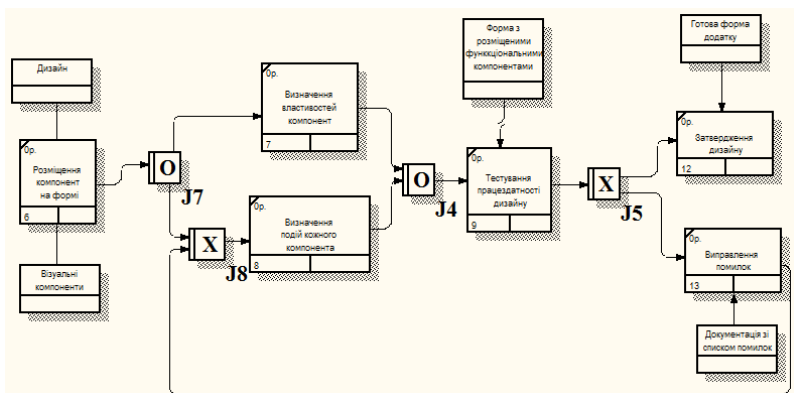 Дизайн
0р.
Розміщення
компонент
на формі
6
Візуальні
компоненти
O
J7
0р.
Визначення
властивостей
компонент
7
X
J8
0р.
Визначення
подій кожного
компонента
8
O
J4
Форма з
розміщеними
функкціональними
компонентами
0р.
Тестування
працездатності
дизайну
9
X
J5
Готова форма
додатку
0р.
Затвердження
дизайну
12
0р.
Виправлення
помилок
13
Документація зі
списком помилок